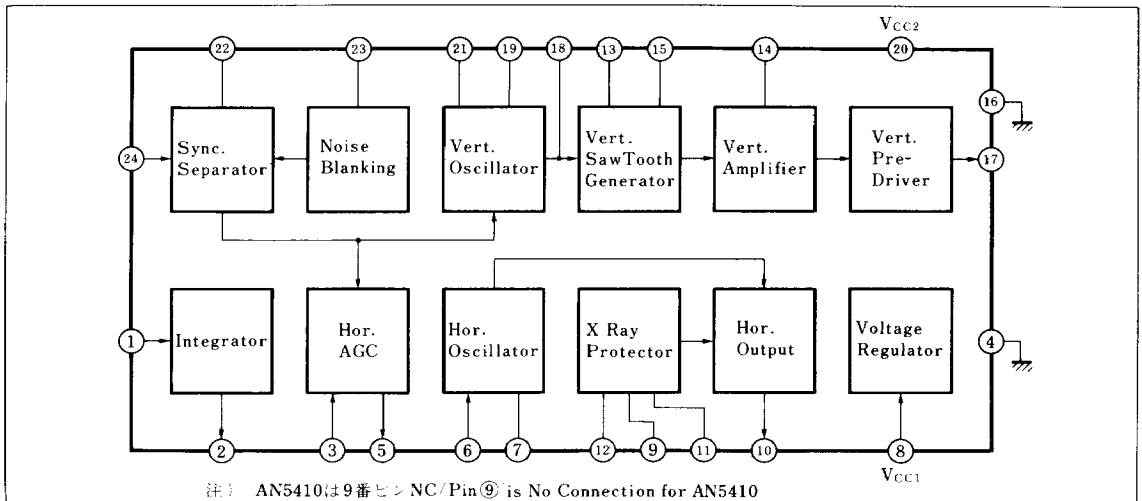 VCC2
22
23
21
19
18
13
15
14
20
16
24
Sync.
Separator
Noise
Blanking
Vert.
Oscillator
Vert.
SawTooth
Generator
Vert.
Amplifier
Vert.
Pre-
Driver
17
1
Integrator
Hor.
AGC
Hor.
Oscillator
X Ray
Protector
Hor.
Output
Voltage
Regulator
4
2
3
5
6
7
12
9
11
10
8
VCC1
注) AN5410は9番ピンNC/Pin⑨ is No Connection for AN5410